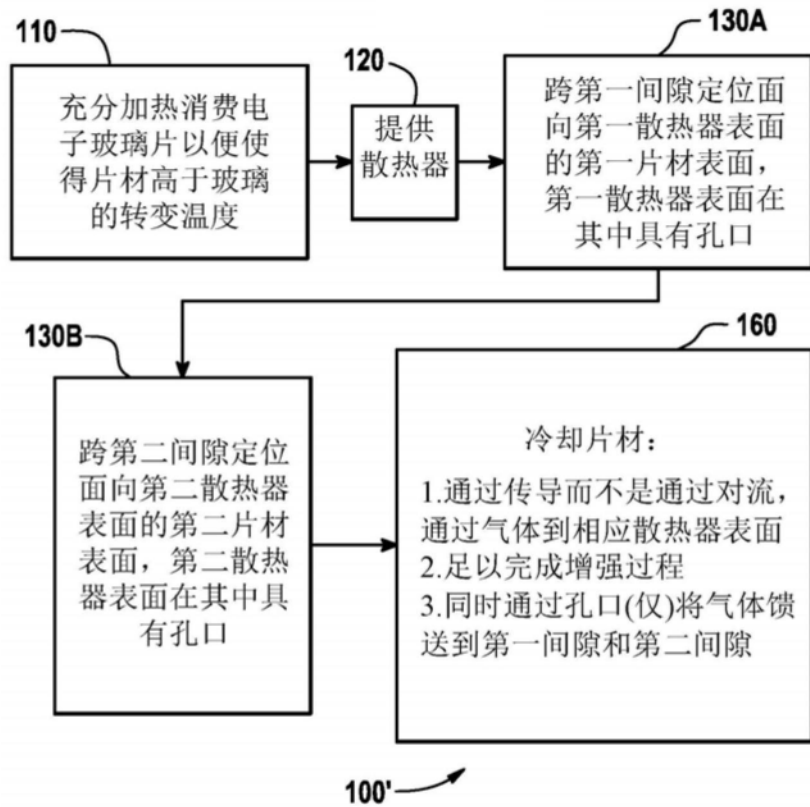 110
充分加热消费电
子玻璃片以便使
得片材高于玻璃
的转变温度
120
提供
散热器
130A
跨第一间隙定位面
向第一散热器表面
的第一片材表面，
第一散热器表面在
其中具有孔口
130B
跨第二间隙定位
面向第二散热器
表面的第二片材
表面，第二散热
器表面在其中具
有孔口
160
冷却片材：
1.通过传导而不是通过对流，
通过气体到相应散热器表面
2.足以完成增强过程
3.同时通过孔口(仅)将气体馈
送到第一间隙和第二间隙
100'